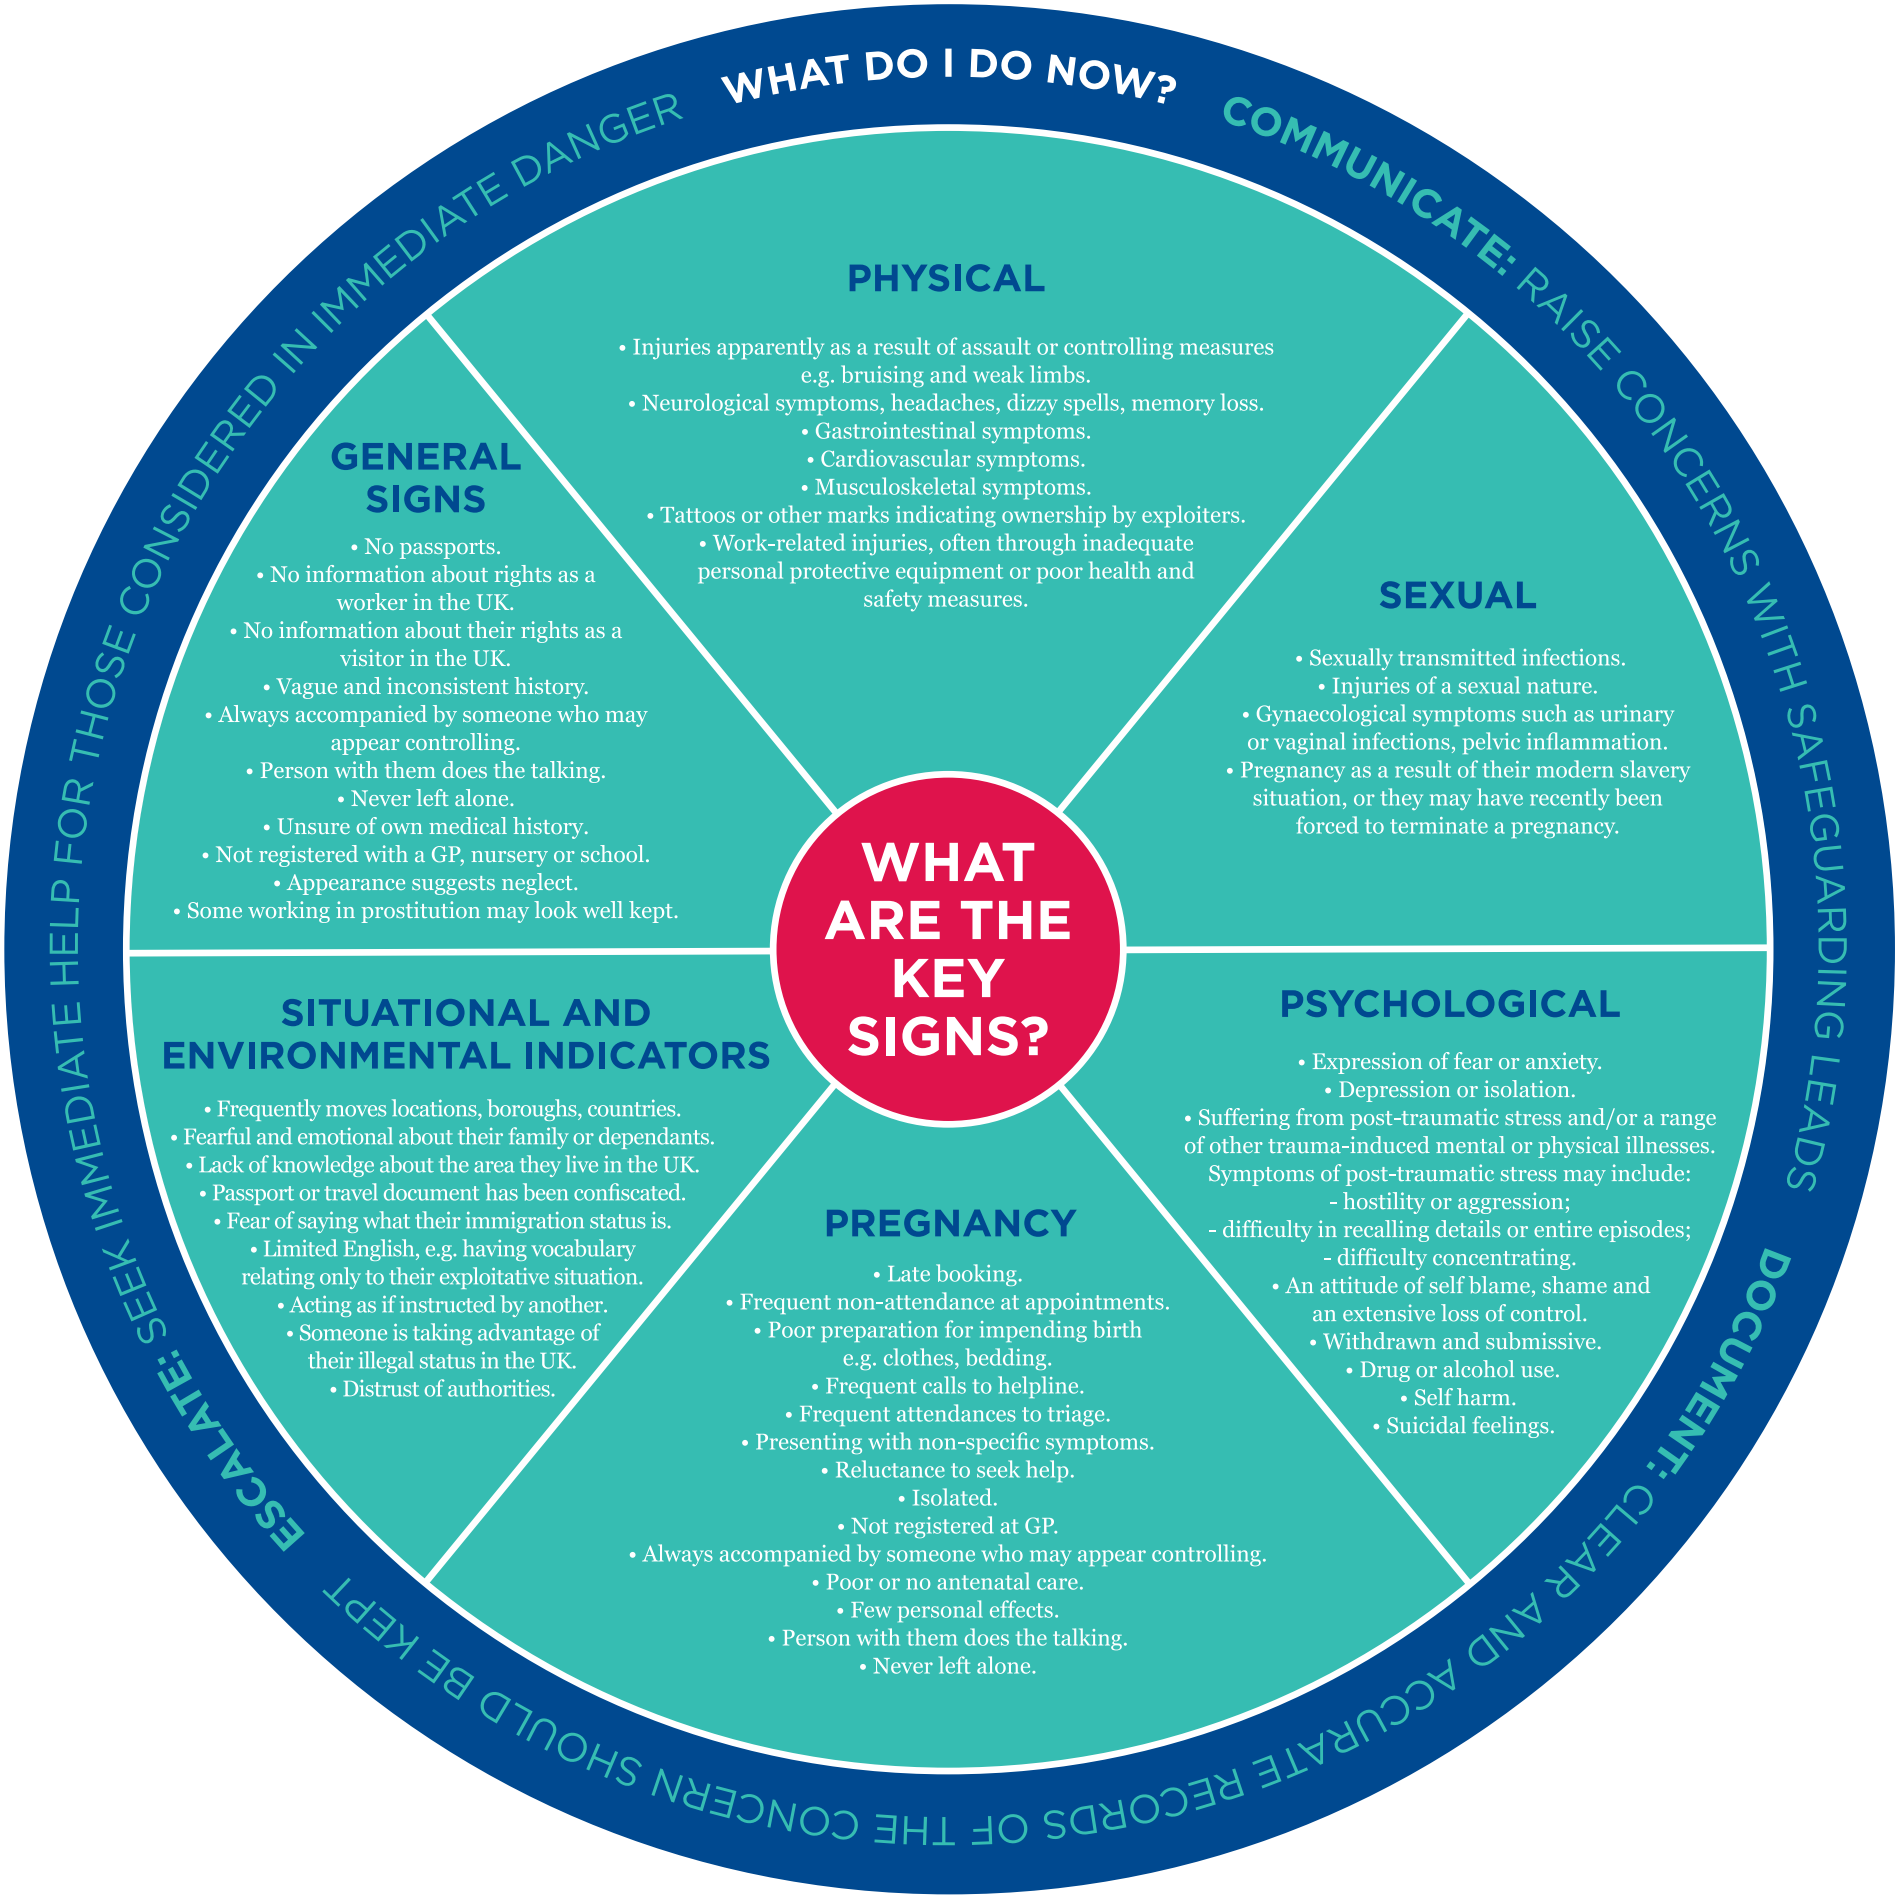 WHAT DO I DO NOW?
COMMUNICATE: RAISE CONCERNS WITH SAFEGUARDING LEADS
DOCUMENT: CLEAR AND ACCURATE RECORDS OF THE CONCERN SHOULD BE KEPT
ESCALATE: SEEK IMMEDIATE HELP FOR THOSE CONSIDERED IN IMMEDIATE DANGER
WHAT
ARE THE
KEY
SIGNS?
PHYSICAL
• Injuries apparently as a result of assault or controlling measures
e.g. bruising and weak limbs.
• Neurological symptoms, headaches, dizzy spells, memory loss.
• Gastrointestinal symptoms.
• Cardiovascular symptoms.
• Musculoskeletal symptoms.
• Tattoos or other marks indicating ownership by exploiters.
• Work-related injuries, often through inadequate
personal protective equipment or poor health and
safety measures.
SEXUAL
• Sexually transmitted infections.
• Injuries of a sexual nature.
• Gynaecological symptoms such as urinary
or vaginal infections, pelvic inflammation.
• Pregnancy as a result of their modern slavery
situation, or they may have recently been
forced to terminate a pregnancy.
PSYCHOLOGICAL
• Expression of fear or anxiety.
• Depression or isolation.
• Suffering from post-traumatic stress and/or a range
of other trauma-induced mental or physical illnesses.
Symptoms of post-traumatic stress may include:
- hostility or aggression;
- difficulty in recalling details or entire episodes;
- difficulty concentrating.
• An attitude of self blame, shame and
an extensive loss of control.
• Withdrawn and submissive.
• Drug or alcohol use.
• Self harm.
• Suicidal feelings.
PREGNANCY
• Late booking.
• Frequent non-attendance at appointments.
• Poor preparation for impending birth
e.g. clothes, bedding.
• Frequent calls to helpline.
• Frequent attendances to triage.
• Presenting with non-specific symptoms.
• Reluctance to seek help.
• Isolated.
• Not registered at GP.
• Always accompanied by someone who may appear controlling.
• Poor or no antenatal care.
• Few personal effects.
• Person with them does the talking.
• Never left alone.
SITUATIONAL AND
ENVIRONMENTAL INDICATORS
• Frequently moves locations, boroughs, countries.
• Fearful and emotional about their family or dependants.
• Lack of knowledge about the area they live in the UK.
• Passport or travel document has been confiscated.
• Fear of saying what their immigration status is.
• Limited English, e.g. having vocabulary
relating only to their exploitative situation.
• Acting as if instructed by another.
• Someone is taking advantage of
their illegal status in the UK.
• Distrust of authorities.
GENERAL
SIGNS
• No passports.
• No information about rights as a
worker in the UK.
• No information about their rights as a
visitor in the UK.
• Vague and inconsistent history.
• Always accompanied by someone who may
appear controlling.
• Person with them does the talking.
• Never left alone.
• Unsure of own medical history.
• Not registered with a GP, nursery or school.
• Appearance suggests neglect.
• Some working in prostitution may look well kept.